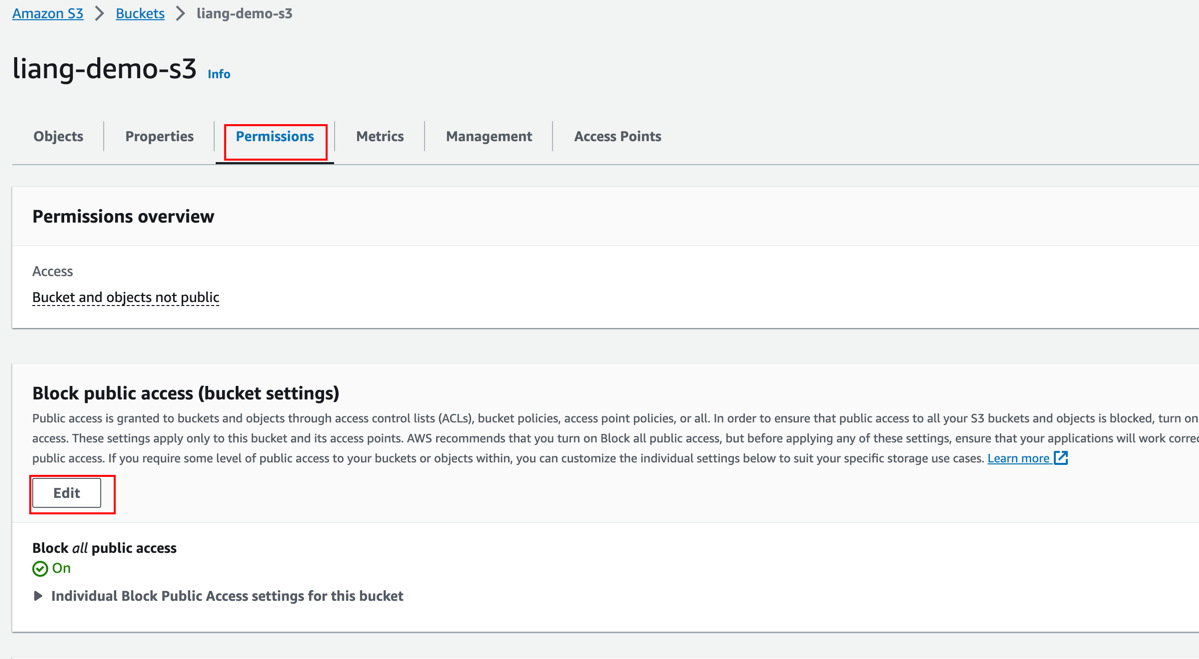 Amazon S3 > Buckets > liang-demo-s3
liang-demo-s3 Info
Objects Properties Permissions Metrics Management Access Points
Permissions overview
Access
Bucket and objects not public
Block public access (bucket settings)
Public access is granted to buckets and objects through access control lists (ACLs), bucket policies, access point policies, or all. In order to ensure that public access to all your S3 buckets and objects is blocked, turn on
access. These settings apply only to this bucket and its access points. AWS recommends that you turn on Block all public access, but before applying any of these settings, ensure that your applications will work correc
public access. If you require some level of public access to your buckets or objects within, you can customize the individual settings below to suit your specific storage use cases. Learn more
Edit
Block all public access
On
Individual Block Public Access settings for this bucket